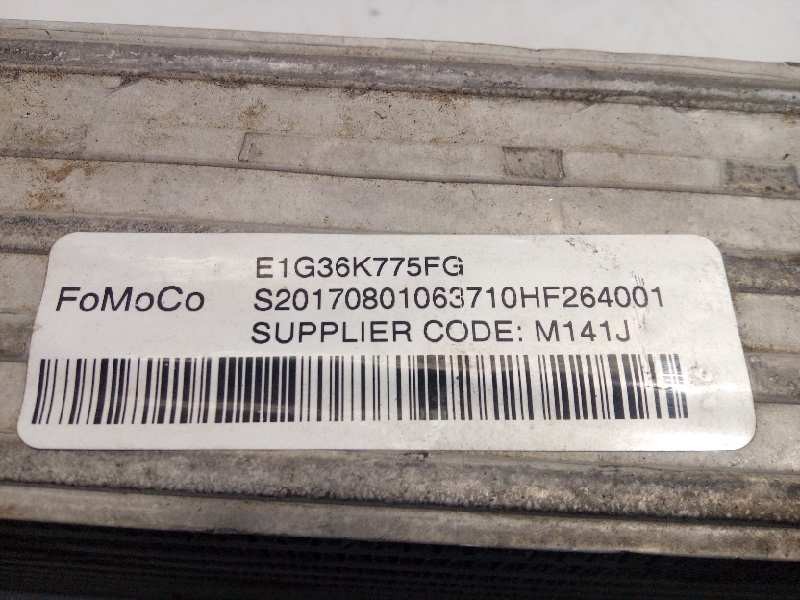 E1G36K775FG
FoMoCo S20170801063710HF264001
SUPPLIER CODE: M141J